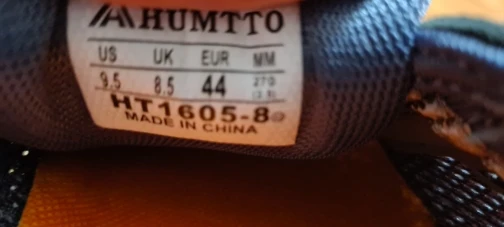 HUMTTO
US UK EUR MM
9.5 8.5 44 270
HT1605-8
MADE IN CHINA